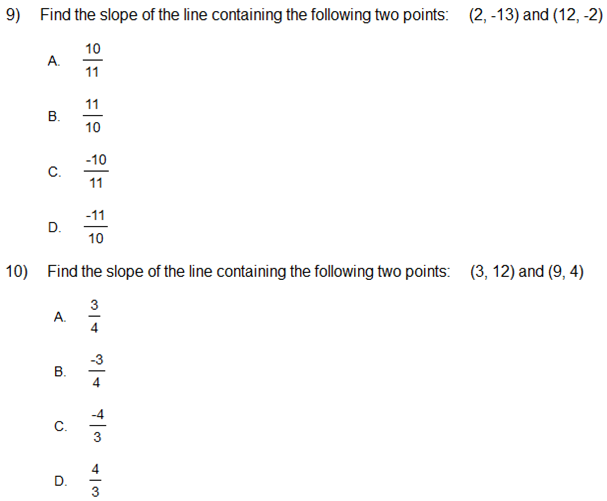 9) Find the slope of the line containing the following two points: (2, -13) and (12, -2)
A. 10/11
B. 11/10
C. -10/11
D. -11/10
10) Find the slope of the line containing the following two points: (3, 12) and (9, 4)
A. 3/4
B. -3/4
C. -4/3
D. 4/3